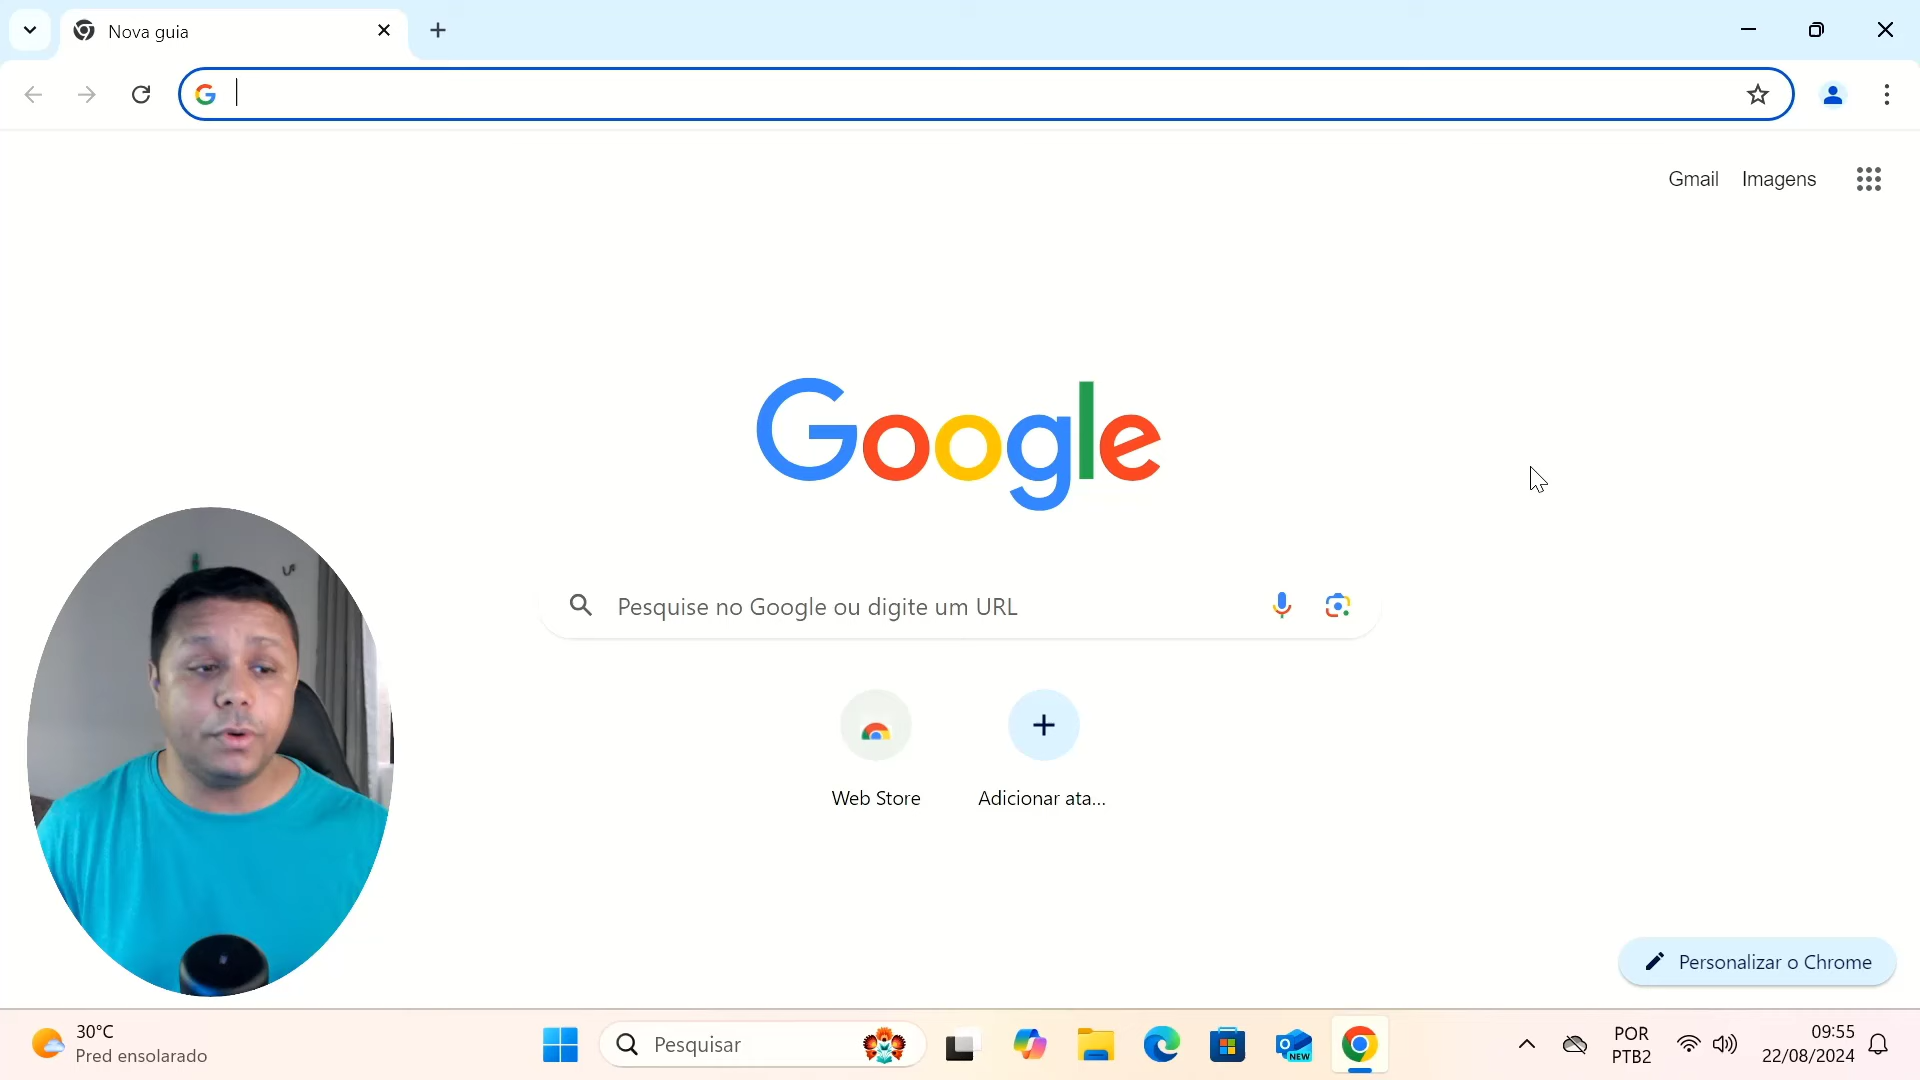 Nova guia
Gmail Imagens
Google
Pesquise no Google ou digite um URL
Web Store
Adicionar ata...
Personalizar o Chrome
30°C
Pred ensolarado
Pesquisar
NEW
POR
PTB2
09:55
22/08/2024